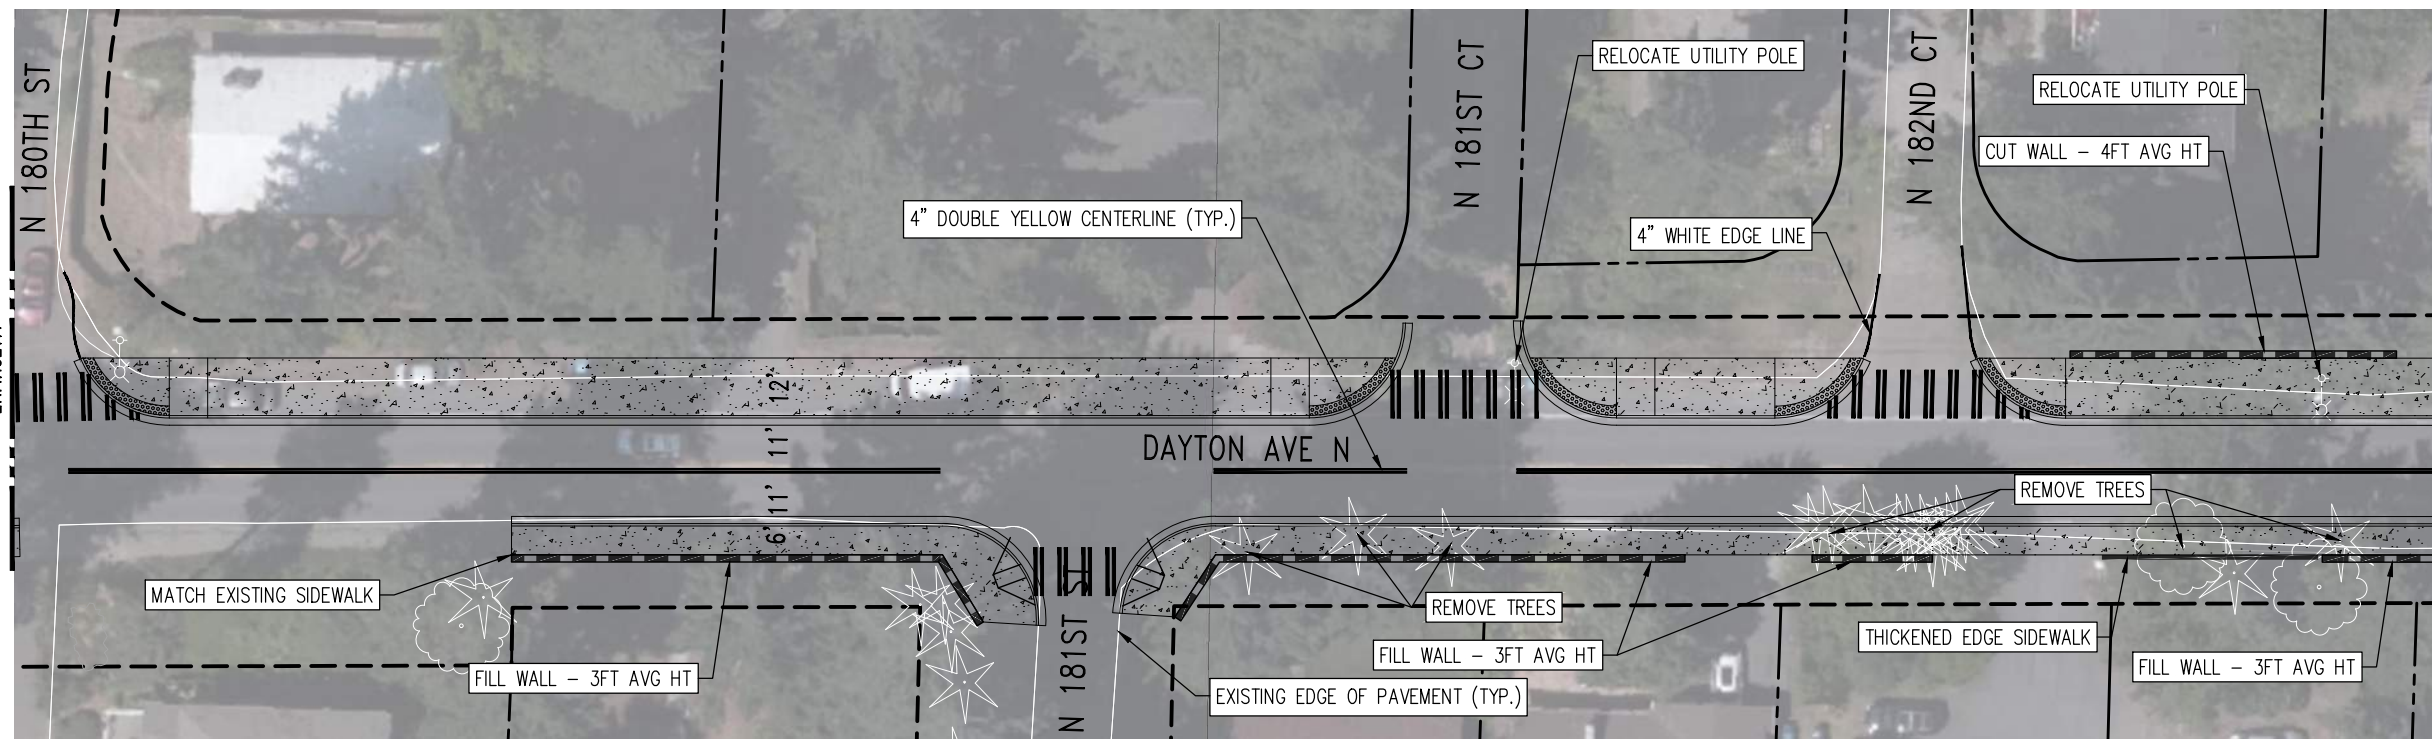 N 180TH ST
N 181ST CT
RELOCATE UTILITY POLE
N 182ND CT
RELOCATE UTILITY POLE
CUT WALL – 4FT AVG HT
4" DOUBLE YELLOW CENTERLINE (TYP.)
4" WHITE EDGE LINE
12'
11'
DAYTON AVE N
11'
6'
REMOVE TREES
MATCH EXISTING SIDEWALK
REMOVE TREES
N 181ST ST
THICKENED EDGE SIDEWALK
FILL WALL – 3FT AVG HT
FILL WALL – 3FT AVG HT
FILL WALL – 3FT AVG HT
EXISTING EDGE OF PAVEMENT (TYP.)